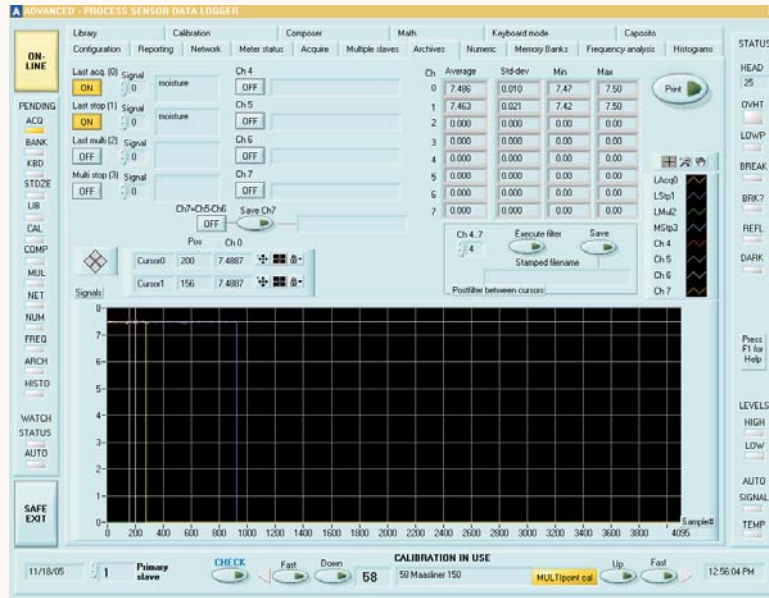 ADVANCED - PROCESS SENSOR DATA LOGGER
Library Calibration Composer Math Keyboard mode Caposito
Configuration Reporting Network Meter status Acquire Multiple slaves Archives Numeric Memory Banks Frequency analysis Histograms
ON-LINE
PENDING
ACQ
BANK
KBD
STDZE
LIB
CAL
COMP
MUL
NET
NUM
FREQ
ARCH
HISTO
WATCH
STATUS
AUTO
SAFE EXIT
Last acq. (0) Signal
ON 0 moisture
Last stop (1) Signal
ON 0 moisture
Last multi (2) Signal
OFF 0
Multi stop (3) Signal
OFF 0
Ch 4
OFF
Ch 5
OFF
Ch 6
OFF
Ch 7
OFF
Ch7=Ch5-Ch6 Save Ch7
OFF
Pos Ch 0
Cursor0 200 7.4887
Cursor1 156 7.4887
Ch Average Std-dev Min Max
0 7.486 0.010 7.47 7.50
1 7.463 0.021 7.42 7.50
2 0.000 0.000 0.00 0.00
3 0.000 0.000 0.00 0.00
4 0.000 0.000 0.00 0.00
5 0.000 0.000 0.00 0.00
6 0.000 0.000 0.00 0.00
7 0.000 0.000 0.00 0.00
Print
Ch 4..7 Execute filter Save
4
Stamped filename
Postfilter between cursors
LAcq0
LStp1
LMul2
MStp3
Ch 4
Ch 5
Ch 6
Ch 7
Signals
8
7
6
5
4
3
2
1
0
0 200 400 600 800 1000 1200 1400 1600 1800 2000 2200 2400 2600 2800 3000 3200 3400 3600 3800 4095
Sample#
STATUS
HEAD
25
OVHT
LOWP
BREAK
BRK?
REFL
DARK
Press F1 for Help
LEVELS
HIGH
LOW
AUTO
SIGNAL
TEMP
11/18/05 1 Primary slave
CHECK Fast Down
58
CALIBRATION IN USE
58 Maasliner 150
MULTIpoint cal
Up Fast
12:56:04 PM